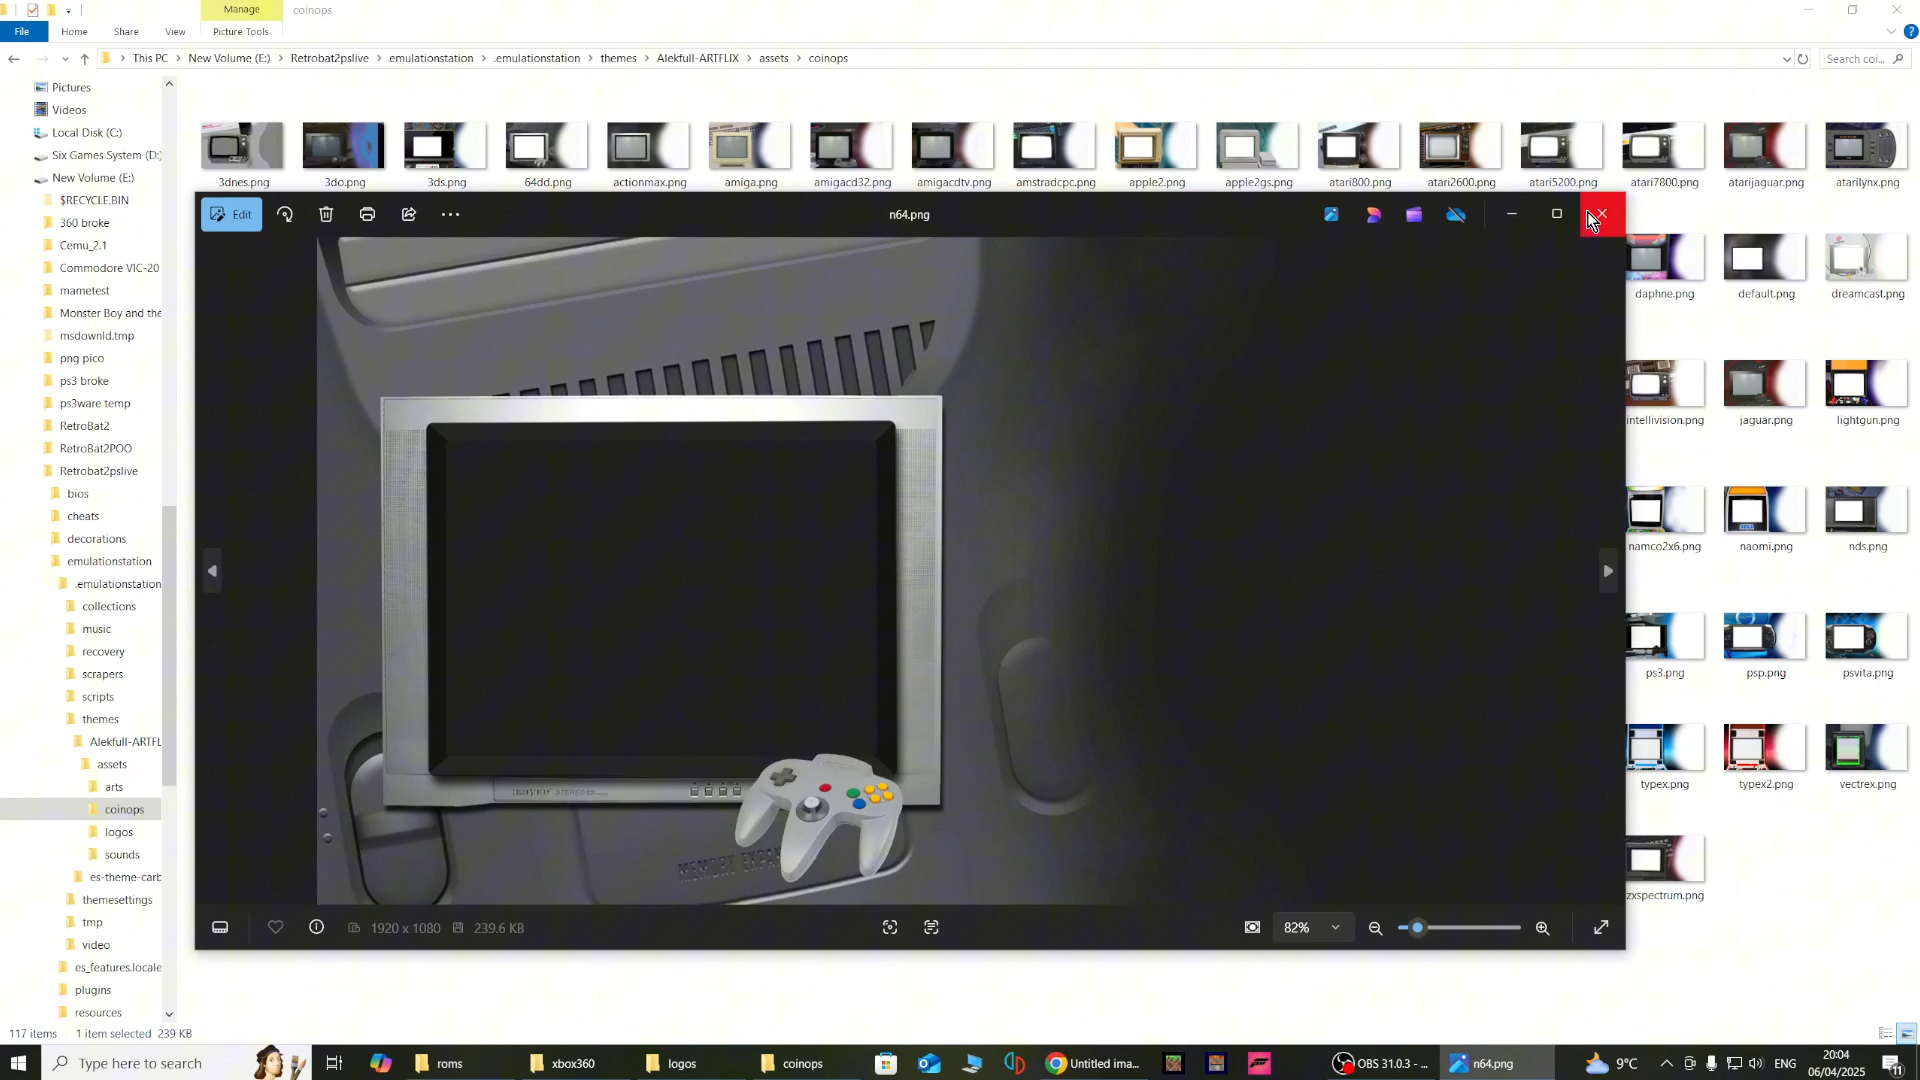 Manage
coinops
File
Home
Share
View
Picture Tools
This PC
New Volume (E:)
Retrobat2pslive
emulationstation
.emulationstation
themes
Alekfull-ARTFLIX
assets
coinops
Search coi...
Pictures
Videos
Local Disk (C:)
Six Games System (D:)
New Volume (E:)
$RECYCLE.BIN
360 broke
Cemu_2.1
Commodore VIC-20
mametest
Monster Boy and the
msdownld.tmp
png pico
ps3 broke
ps3ware temp
RetroBat2
RetroBat2POO
Retrobat2pslive
bios
cheats
decorations
emulationstation
.emulationstation
collections
music
recovery
scrapers
scripts
themes
Alekfull-ARTFL
assets
arts
coinops
logos
sounds
es-theme-carb
themesettings
tmp
video
es_features.locale
plugins
resources
3dnes.png
3do.png
3ds.png
64dd.png
actionmax.png
amiga.png
amigacd32.png
amigacdtv.png
amstradcpc.png
apple2.png
apple2gs.png
atari800.png
atari2600.png
atari5200.png
atari7800.png
atarijaguar.png
atarilynx.png
Edit
n64.png
daphne.png
default.png
dreamcast.png
intellivision.png
jaguar.png
lightgun.png
namco2x6.png
naomi.png
nds.png
ps3.png
psp.png
psvita.png
typex.png
typex2.png
vectrex.png
zxspectrum.png
MEMORY EXPAN
1920 x 1080
239.6 KB
82%
117 items
1 item selected 239 KB
Type here to search
roms
xbox360
logos
coinops
Untitled ima...
OBS 31.0.3 - ...
n64.png
9°C
ENG
20:04
06/04/2025
11